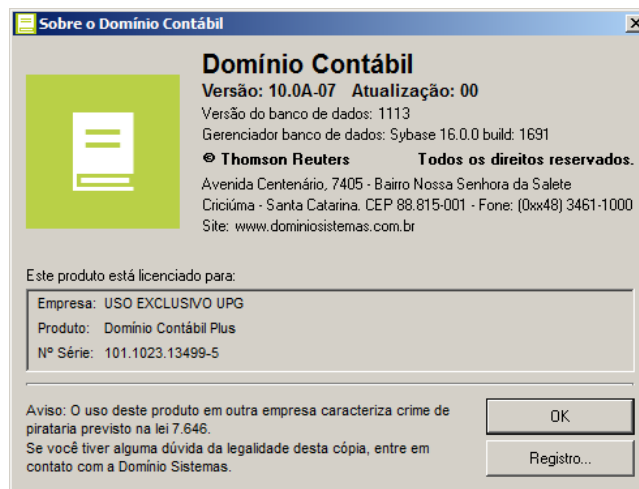 Sobre o Domínio Contábil
Domínio Contábil
Versão: 10.0A-07 Atualização: 00
Versão do banco de dados: 1113
Gerenciador banco de dados: Sybase 16.0.0 build: 1691
© Thomson Reuters Todos os direitos reservados.
Avenida Centenário, 7405 - Bairro Nossa Senhora da Salete
Criciúma - Santa Catarina. CEP 88.815-001 - Fone: (0xx48) 3461-1000
Site: www.dominiosistemas.com.br
Este produto está licenciado para:
Empresa: USO EXCLUSIVO UPG
Produto: Domínio Contábil Plus
Nº Série: 101.1023.13499-5
Aviso: O uso deste produto em outra empresa caracteriza crime de
pirataria previsto na lei 7.646.
Se você tiver alguma dúvida da legalidade desta cópia, entre em
contato com a Domínio Sistemas.
OK
Registro...